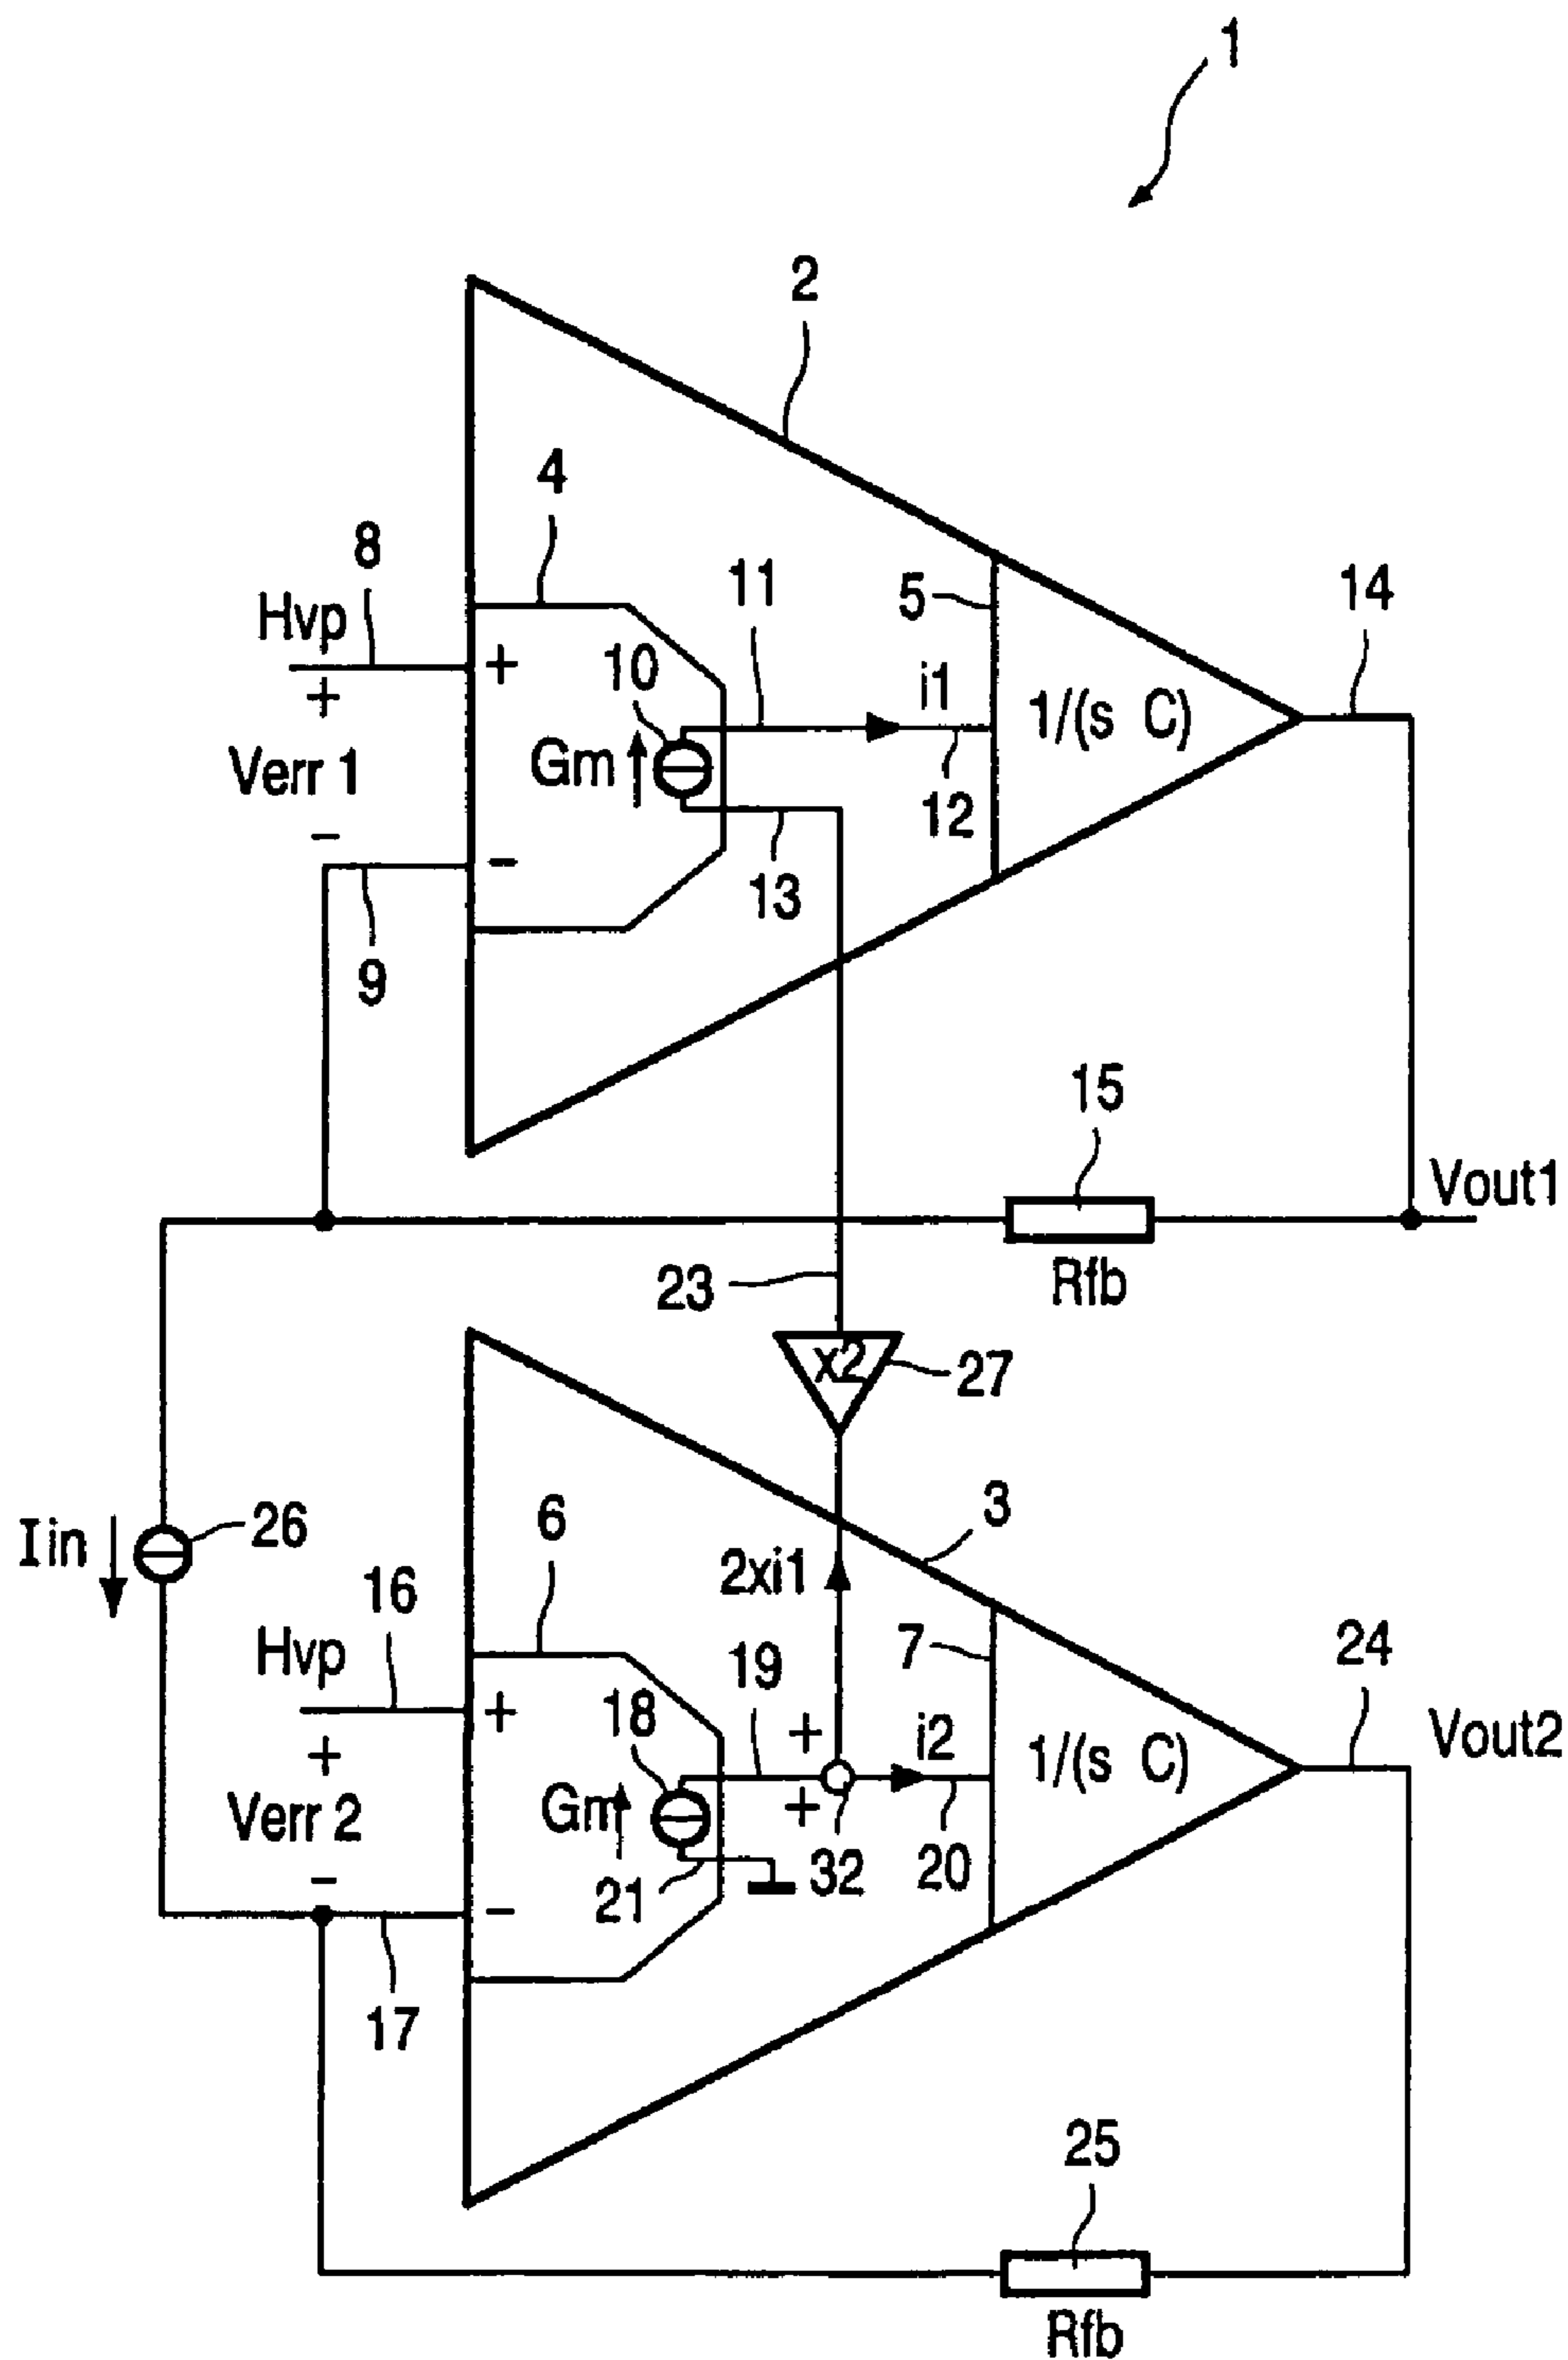 1
2
4
8
11
5
14
Hvp
+
10
i1
+
1/(s C)
Verr 1
Gm
12
−
-
13
9
15
Vout1
23
Rfb
x2
27
3
6
Iin
26
2xi1
16
7
24
Hvp
19
18
+
i2
Vout2
+
+
1/(s C)
Gm
+
Verr 2
21
32
20
−
−
17
25
Rfb